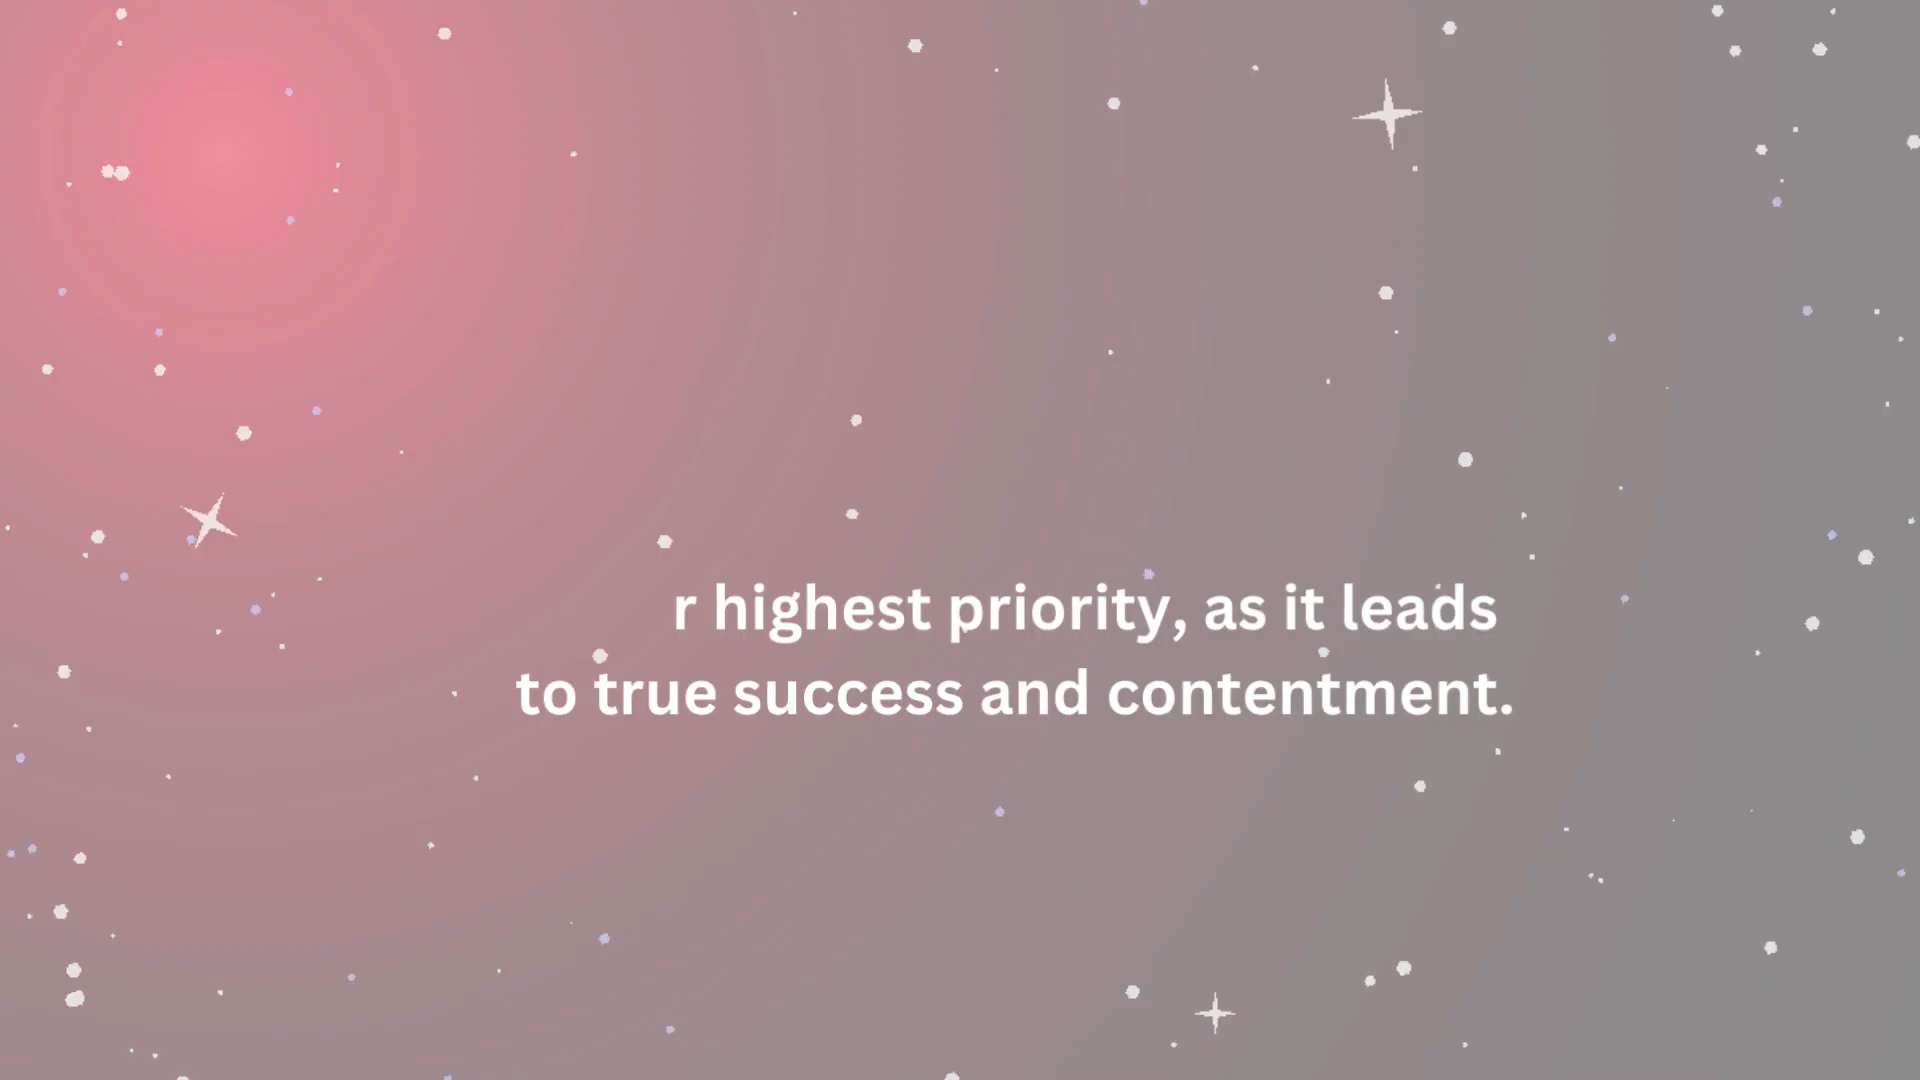 r highest priority, as it leads
to true success and contentment.